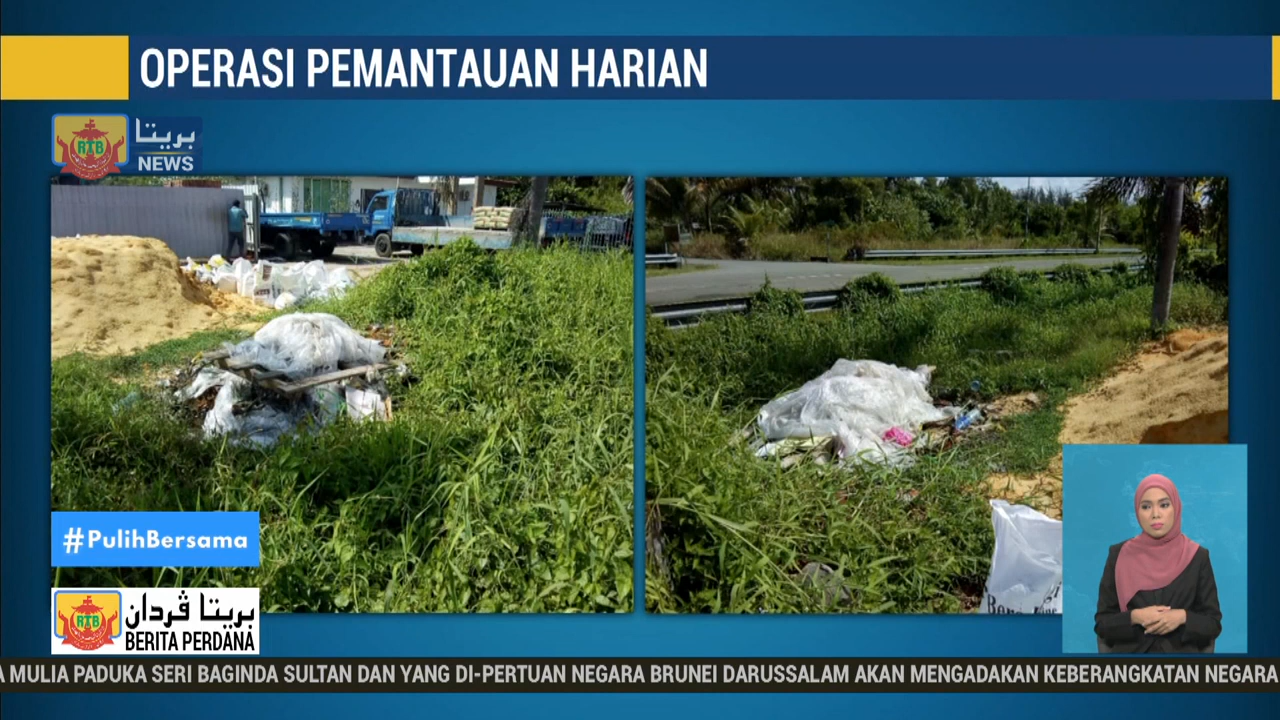 OPERASI PEMANTAUAN HARIAN
RTB
بريتا
NEWS
#PulihBersama
RTB
بريتا ڤردان
BERITA PERDANA
A MULIA PADUKA SERI BAGINDA SULTAN DAN YANG DI-PERTUAN NEGARA BRUNEI DARUSSALAM AKAN MENGADAKAN KEBERANGKATAN NEGARA